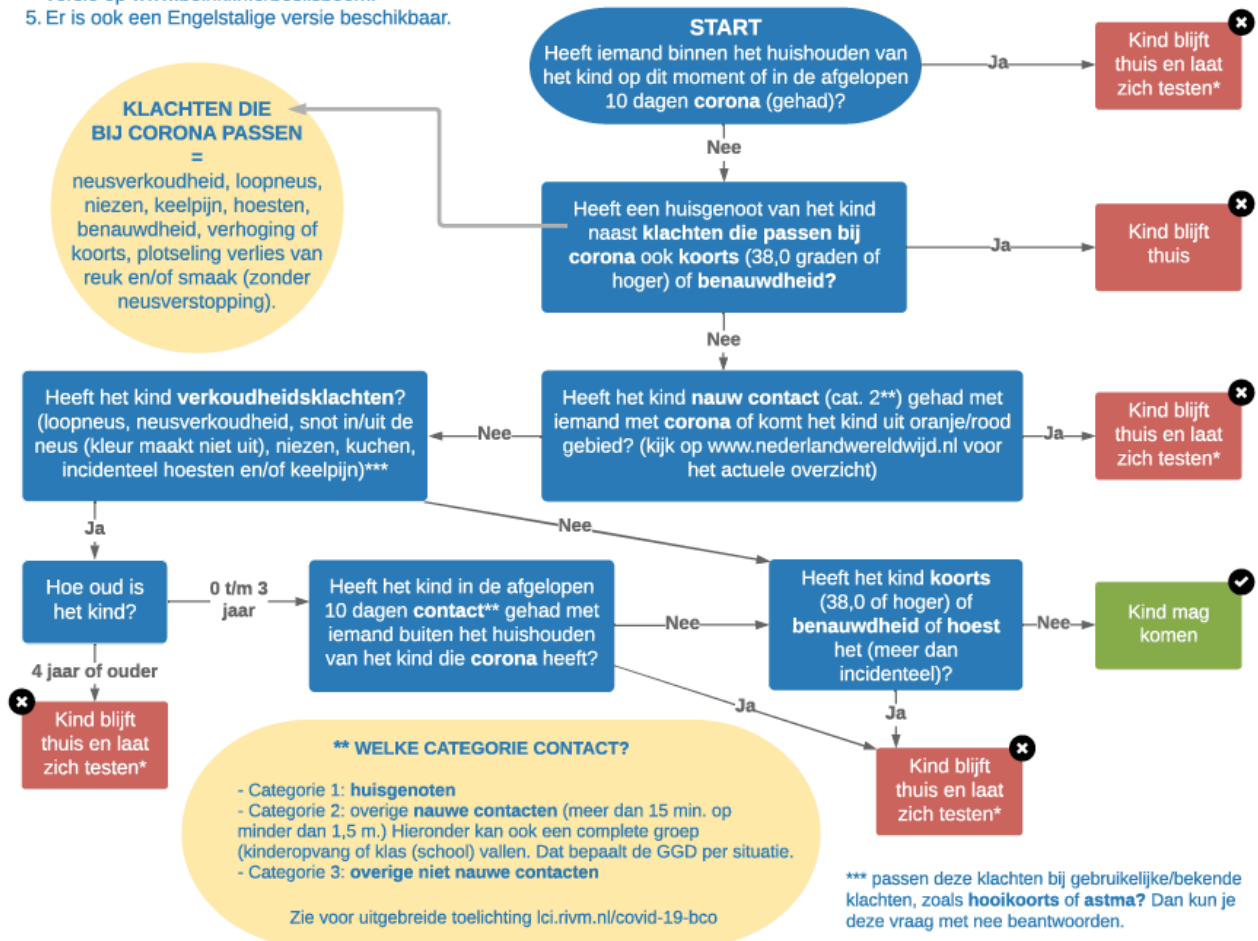 5. Er is ook een Engelstalige versie beschikbaar.
START
Heeft iemand binnen het huishouden van
het kind op dit moment of in de afgelopen
10 dagen corona (gehad)?
Ja
Kind blijft
thuis en laat
zich testen*
Nee
KLACHTEN DIE
BIJ CORONA PASSEN
=
neusverkoudheid, loopneus,
niezen, keelpijn, hoesten,
benauwdheid, verhoging of
koorts, plotseling verlies van
reuk en/of smaak (zonder
neusverstopping).
Heeft een huisgenoot van het kind
naast klachten die passen bij
corona ook koorts (38,0 graden of
hoger) of benauwdheid?
Ja
Kind blijft
thuis
Nee
Heeft het kind nauw contact (cat. 2**) gehad met
iemand met corona of komt het kind uit oranje/rood
gebied? (kijk op www.nederlandwereldwijd.nl voor
het actuele overzicht)
Ja
Kind blijft
thuis en laat
zich testen*
Nee
Heeft het kind verkoudheidsklachten?
(loopneus, neusverkoudheid, snot in/uit de
neus (kleur maakt niet uit), niezen, kuchen,
incidenteel hoesten en/of keelpijn)***
Ja
Nee
Hoe oud is
het kind?
0 t/m 3
jaar
Heeft het kind in de afgelopen
10 dagen contact** gehad met
iemand buiten het huishouden
van het kind die corona heeft?
Nee
Heeft het kind koorts
(38,0 of hoger) of
benauwdheid of hoest
het (meer dan
incidenteel)?
Nee
Kind mag
komen
4 jaar of ouder
Kind blijft
thuis en laat
zich testen*
Ja
Ja
Kind blijft
thuis en laat
zich testen*
** WELKE CATEGORIE CONTACT?
- Categorie 1: huisgenoten
- Categorie 2: overige nauwe contacten (meer dan 15 min. op
minder dan 1,5 m.) Hieronder kan ook een complete groep
(kinderopvang of klas (school) vallen. Dat bepaalt de GGD per situatie.
- Categorie 3: overige niet nauwe contacten
Zie voor uitgebreide toelichting lci.rivm.nl/covid-19-bco
*** passen deze klachten bij gebruikelijke/bekende
klachten, zoals hooikoorts of astma? Dan kun je
deze vraag met nee beantwoorden.